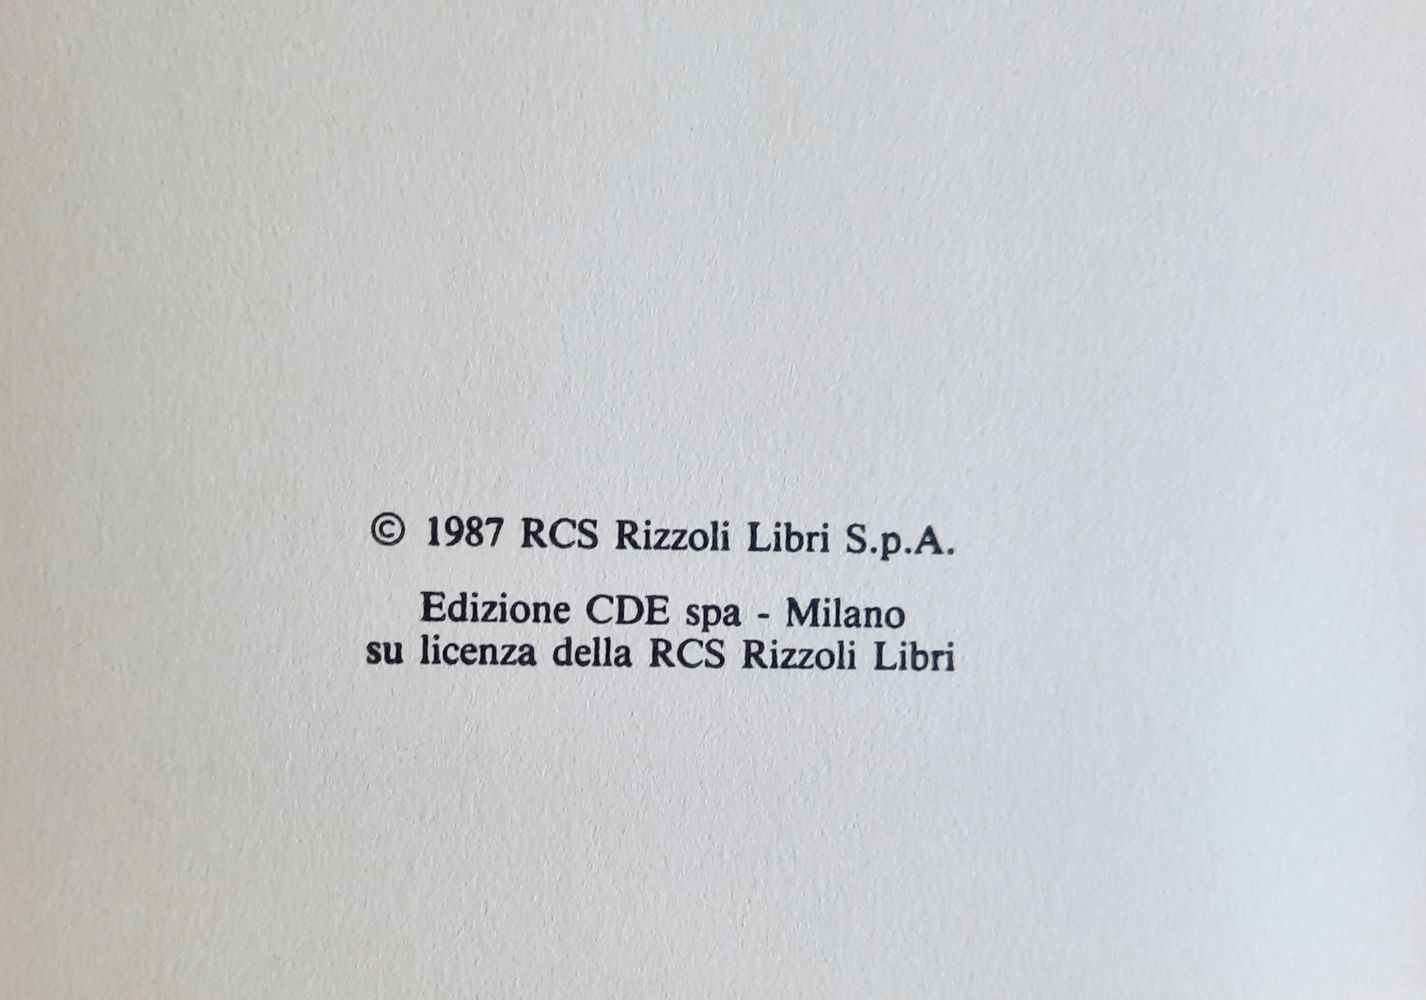 © 1987 RCS Rizzoli Libri S.p.A.
Edizione CDE spa - Milano
su licenza della RCS Rizzoli Libri